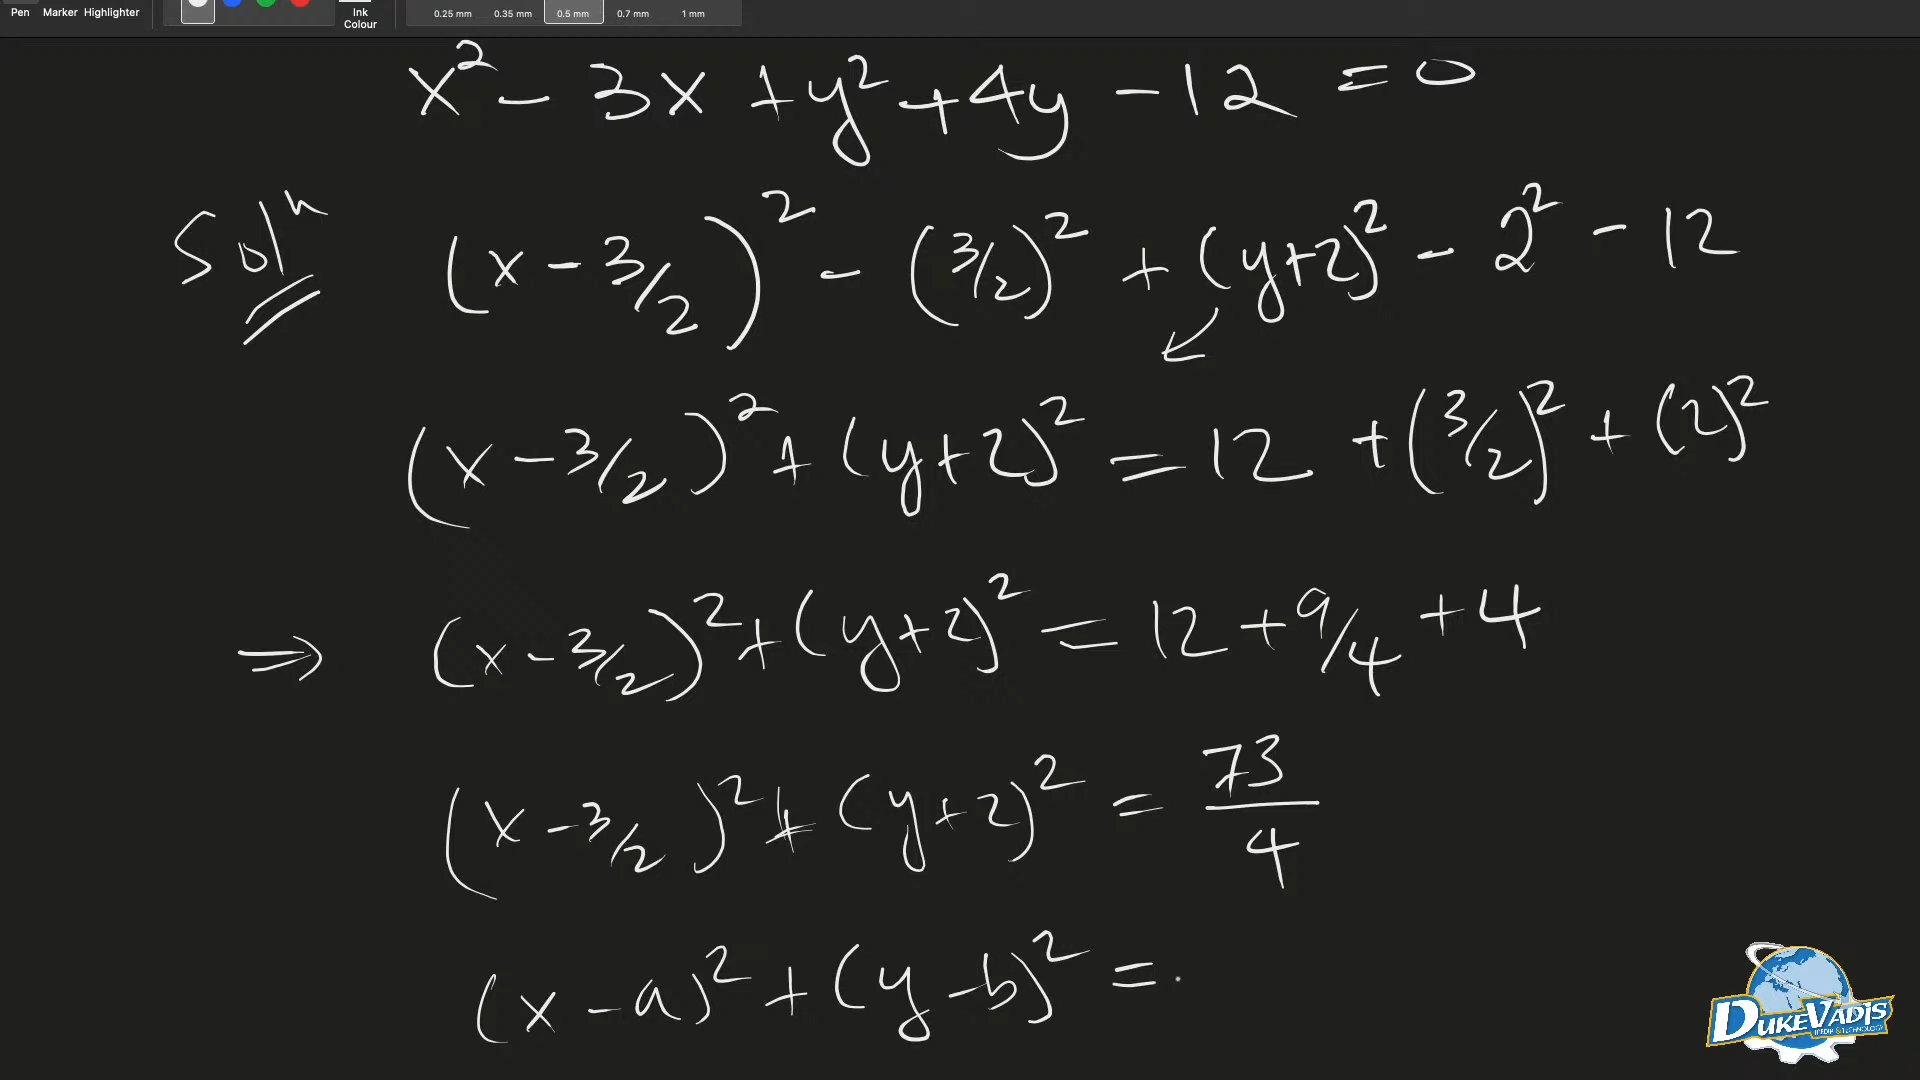 Pen Marker Highlighter Ink Colour 0.25 mm 0.35 mm 0.5 mm 0.7 mm 1 mm
x² - 3x + y² + 4y - 12 = 0
Solⁿ (x - 3/2)² - (3/2)² + (y+2)² - 2² - 12
(x - 3/2)² + (y+2)² = 12 + (3/2)² + (2)²
⇒ (x - 3/2)² + (y+2)² = 12 + 9/4 + 4
(x - 3/2)² + (y+2)² = 73/4
(x - a)² + (y - b)² =
DUKEVADIS
MEDIA & TECHNOLOGY